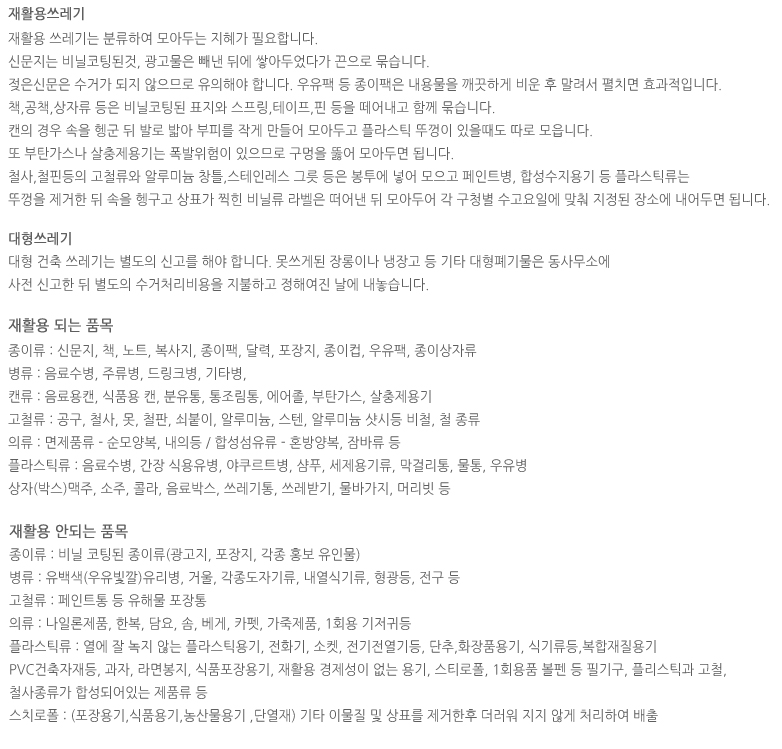 재활용쓰레기
재활용 쓰레기는 분류하여 모아두는 지혜가 필요합니다.
신문지는 비닐코팅된것, 광고물은 빼낸 뒤에 쌓아두었다가 끈으로 묶습니다.
젖은신문은 수거가 되지 않으므로 유의해야 합니다. 우유팩 등 종이팩은 내용물을 깨끗하게 비운 후 말려서 펼치면 효과적입니다.
책,공책,상자류 등은 비닐코팅된 표지와 스프링,테이프,핀 등을 떼어내고 함께 묶습니다.
캔의 경우 속을 헹군 뒤 발로 밟아 부피를 작게 만들어 모아두고 플라스틱 뚜껑이 있을때도 따로 모읍니다.
또 부탄가스나 살충제용기는 폭발위험이 있으므로 구멍을 뚫어 모아두면 됩니다.
철사,철핀등의 고철류와 알루미늄 창틀,스테인레스 그릇 등은 봉투에 넣어 모으고 페인트병, 합성수지용기 등 플라스틱류는
뚜껑을 제거한 뒤 속을 헹구고 상표가 찍힌 비닐류 라벨은 떼어낸 뒤 모아두어 각 구청별 수고요일에 맞춰 지정된 장소에 내어두면 됩니다.
대형쓰레기
대형 건축 쓰레기는 별도의 신고를 해야 합니다. 못쓰게된 장롱이나 냉장고 등 기타 대형폐기물은 동사무소에
사전 신고한 뒤 별도의 수거처리비용을 지불하고 정해여진 날에 내놓습니다.
재활용 되는 품목
종이류 : 신문지, 책, 노트, 복사지, 종이팩, 달력, 포장지, 종이컵, 우유팩, 종이상자류
병류 : 음료수병, 주류병, 드링크병, 기타병,
캔류 : 음료용캔, 식품용 캔, 분유통, 통조림통, 에어졸, 부탄가스, 살충제용기
고철류 : 공구, 철사, 못, 철판, 쇠붙이, 알루미늄, 스텐, 알루미늄 샷시등 비철, 철 종류
의류 : 면제품류 - 순모양복, 내의등 / 합성섬유류 - 혼방양복, 잠바류 등
플라스틱류 : 음료수병, 간장 식용유병, 야쿠르트병, 샴푸, 세제용기류, 막걸리통, 물통, 우유병
상자(박스)맥주, 소주, 콜라, 음료박스, 쓰레기통, 쓰레받기, 물바가지, 머리빗 등
재활용 안되는 품목
종이류 : 비닐 코팅된 종이류(광고지, 포장지, 각종 홍보 유인물)
병류 : 유백색(우유빛깔)유리병, 거울, 각종도자기류, 내열식기류, 형광등, 전구 등
고철류 : 페인트통 등 유해물 포장통
의류 : 나일론제품, 한복, 담요, 솜, 베게, 카펫, 가죽제품, 1회용 기저귀등
플라스틱류 : 열에 잘 녹지 않는 플라스틱용기, 전화기, 소켓, 전기전열기등, 단추,화장품용기, 식기류등,복합재질용기
PVC건축자재등, 과자, 라면봉지, 식품포장용기, 재활용 경제성이 없는 용기, 스티로폴, 1회용품 볼펜 등 필기구, 플리스틱과 고철,
철사종류가 합성되어있는 제품류 등
스치로폴 : (포장용기,식품용기,농산물용기 ,단열재) 기타 이물질 및 상표를 제거한후 더러워 지지 않게 처리하여 배출